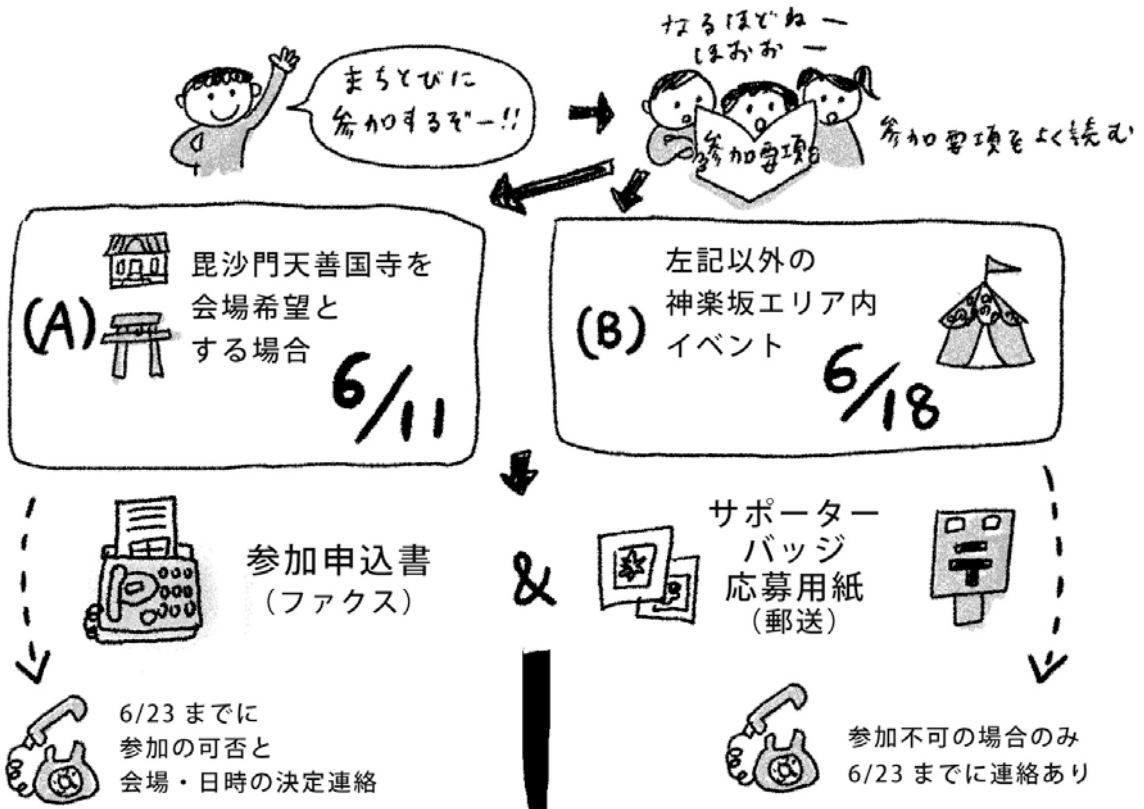 まちとびに
参加するぞー!!
なるほどねー
ほおおー
参加要項
参加要項をよく読む
(A)
毘沙門天善国寺を
会場希望と
する場合
6/11
(B)
左記以外の
神楽坂エリア内
イベント
6/18
参加申込書
(ファクス)
&
サポーター
バッジ
応募用紙
(郵送)
〒
6/23 までに
参加の可否と
会場・日時の決定連絡
参加不可の場合のみ
6/23 までに連絡あり